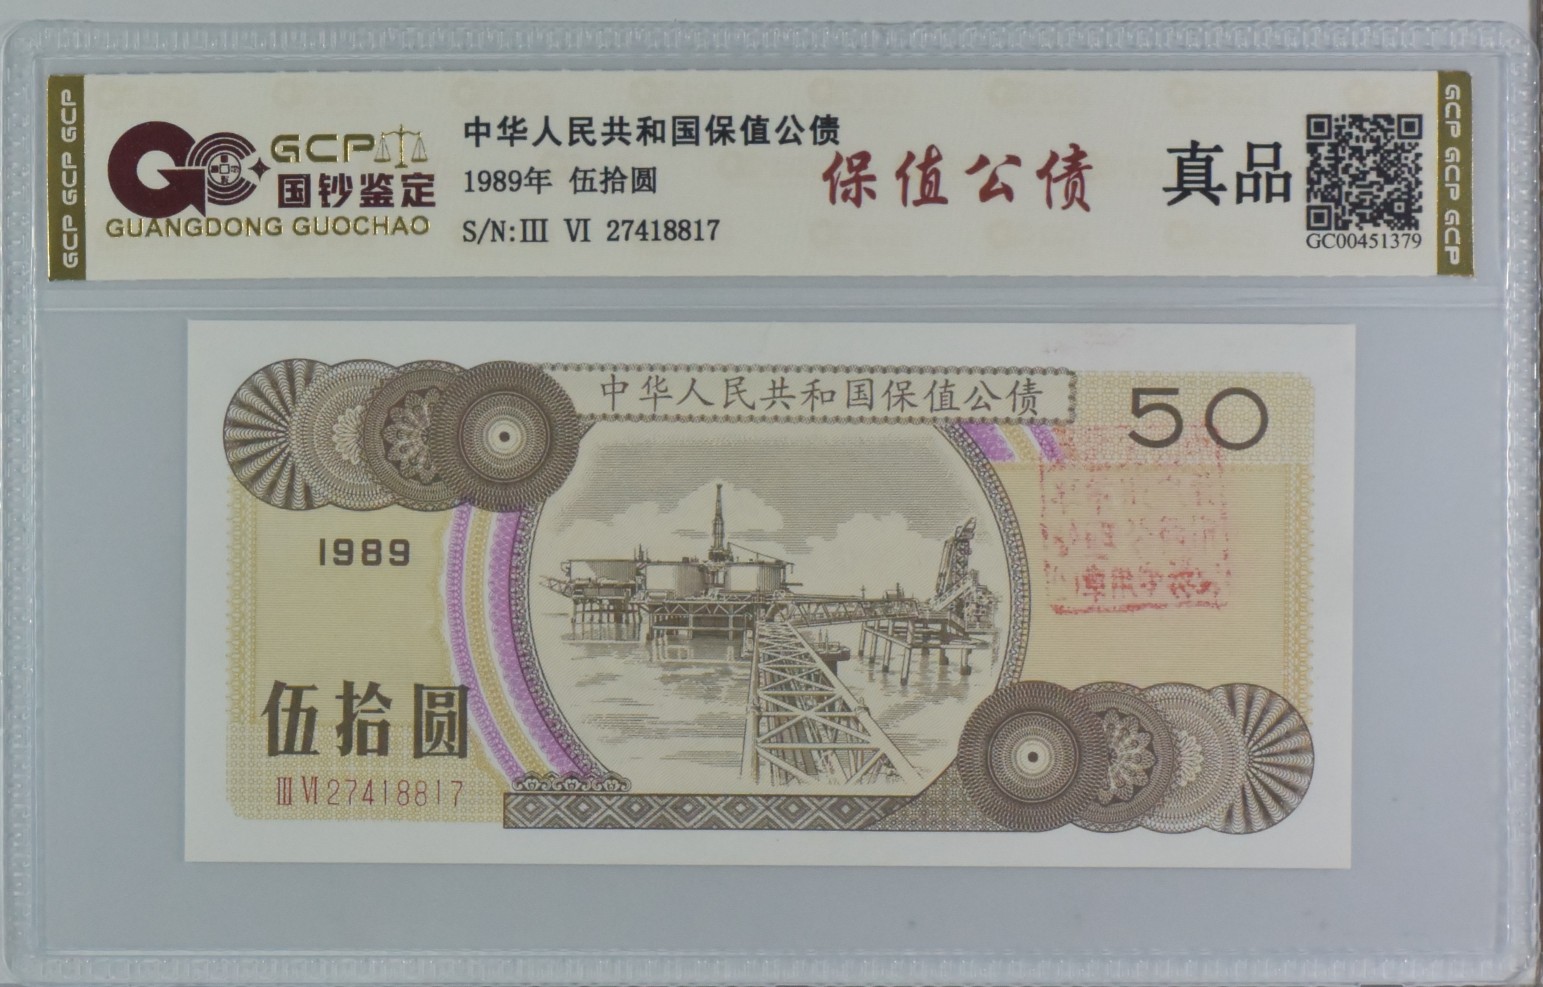 GCP GCP GCP
GCP
国钞鉴定
GUANGDONG GUOCHAO
中华人民共和国保值公债
1989年 伍拾圆
S/N:III VI 27418817
保值公债
真品
GC00451379
GCP GCP GCP
中华人民共和国保值公债
50
1989
伍拾圆
III VI 27418817